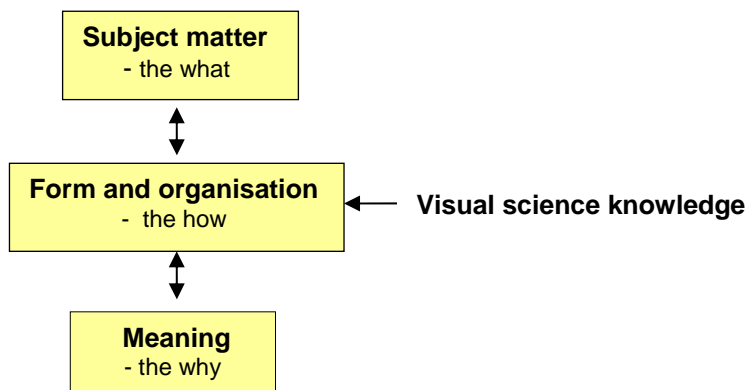 Subject matter
- the what
Form and organisation
- the how
Visual science knowledge
Meaning
- the why